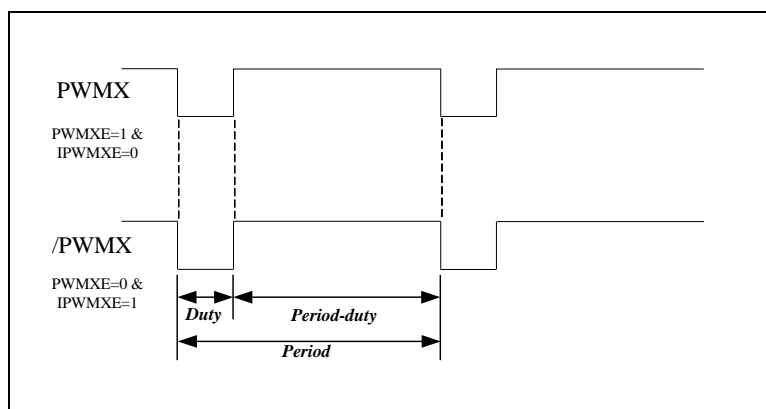 PWMX
PWMXE=1 &
IPWMXE=0
/PWMX
PWMXE=0 &
IPWMXE=1
Duty
Period-duty
Period